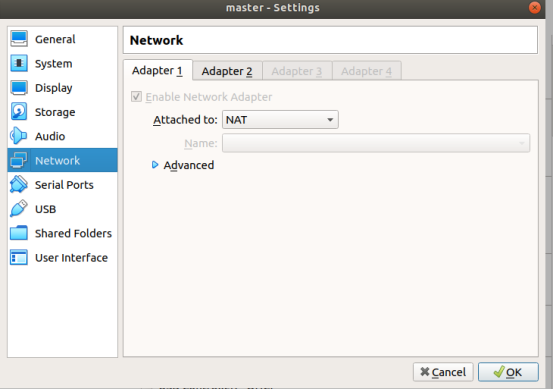 master - Settings
General
System
Display
Storage
Audio
Network
Serial Ports
USB
Shared Folders
User Interface
Network
Adapter 1 Adapter 2 Adapter 3 Adapter 4
Enable Network Adapter
Attached to: NAT
Name:
Advanced
Cancel OK